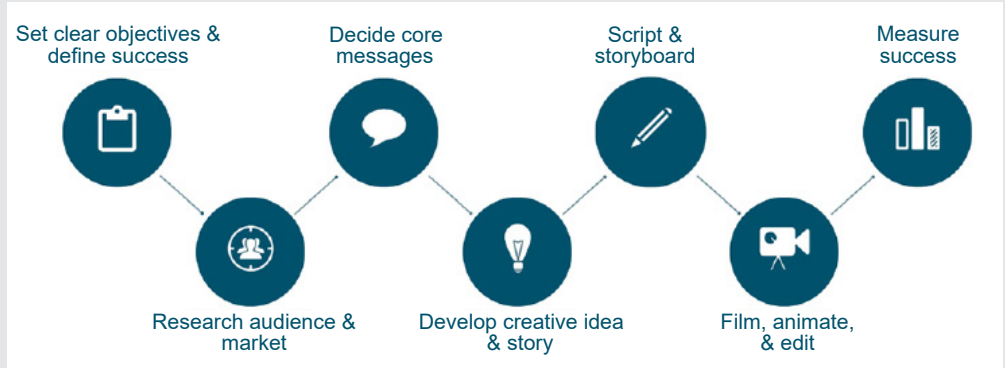 Set clear objectives &
define success
Decide core
messages
Script &
storyboard
Measure
success
Research audience &
market
Develop creative idea
& story
Film, animate,
& edit